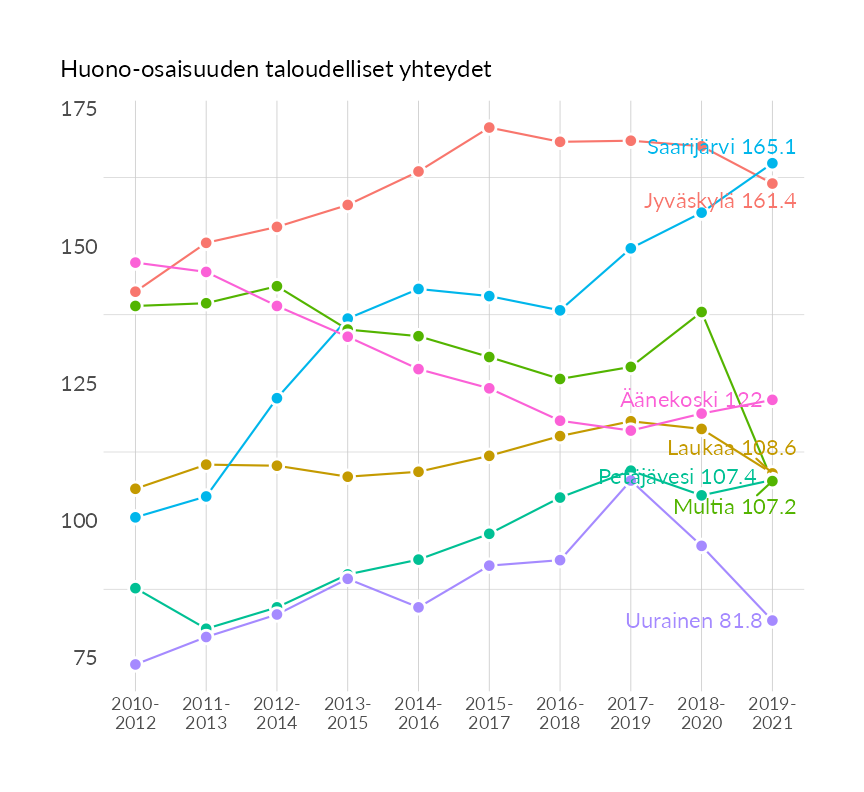 Huono-osaisuuden taloudelliset yhteydet
175
150
125
100
75
Saarijärvi 165.1
Jyväskylä 161.4
Äänekoski 122
Laukaa 108.6
Petäjävesi 107.4
Multia 107.2
Uurainen 81.8
2010- 2011- 2012- 2013- 2014- 2015- 2016- 2017- 2018- 2019-
2012 2013 2014 2015 2016 2017 2018 2019 2020 2021